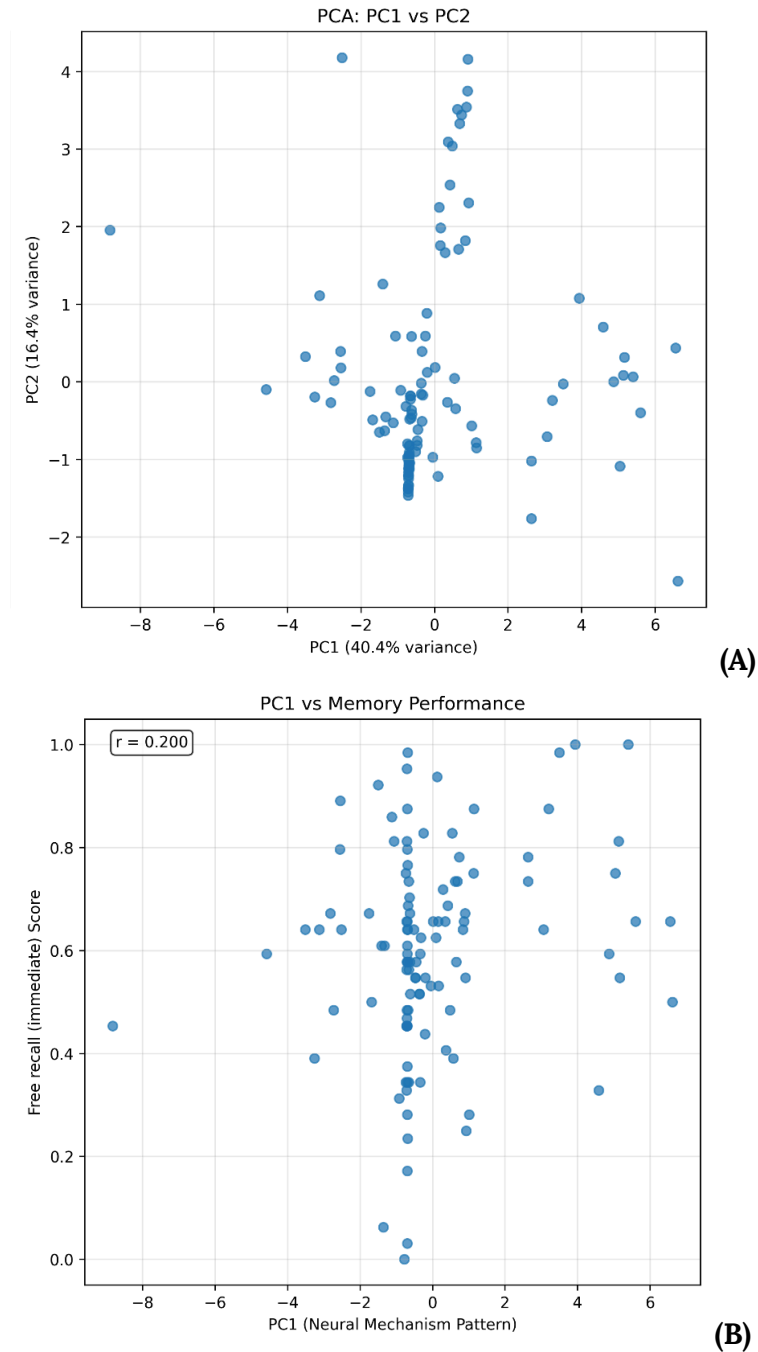 PCA: PC1 vs PC2
4
3
2
1
0
−1
−2
PC2 (16.4% variance)
−8 −6 −4 −2 0 2 4 6
PC1 (40.4% variance)
(A)
PC1 vs Memory Performance
r = 0.200
1.0
0.8
0.6
0.4
0.2
0.0
Free recall (immediate) Score
−8 −6 −4 −2 0 2 4 6
PC1 (Neural Mechanism Pattern)
(B)